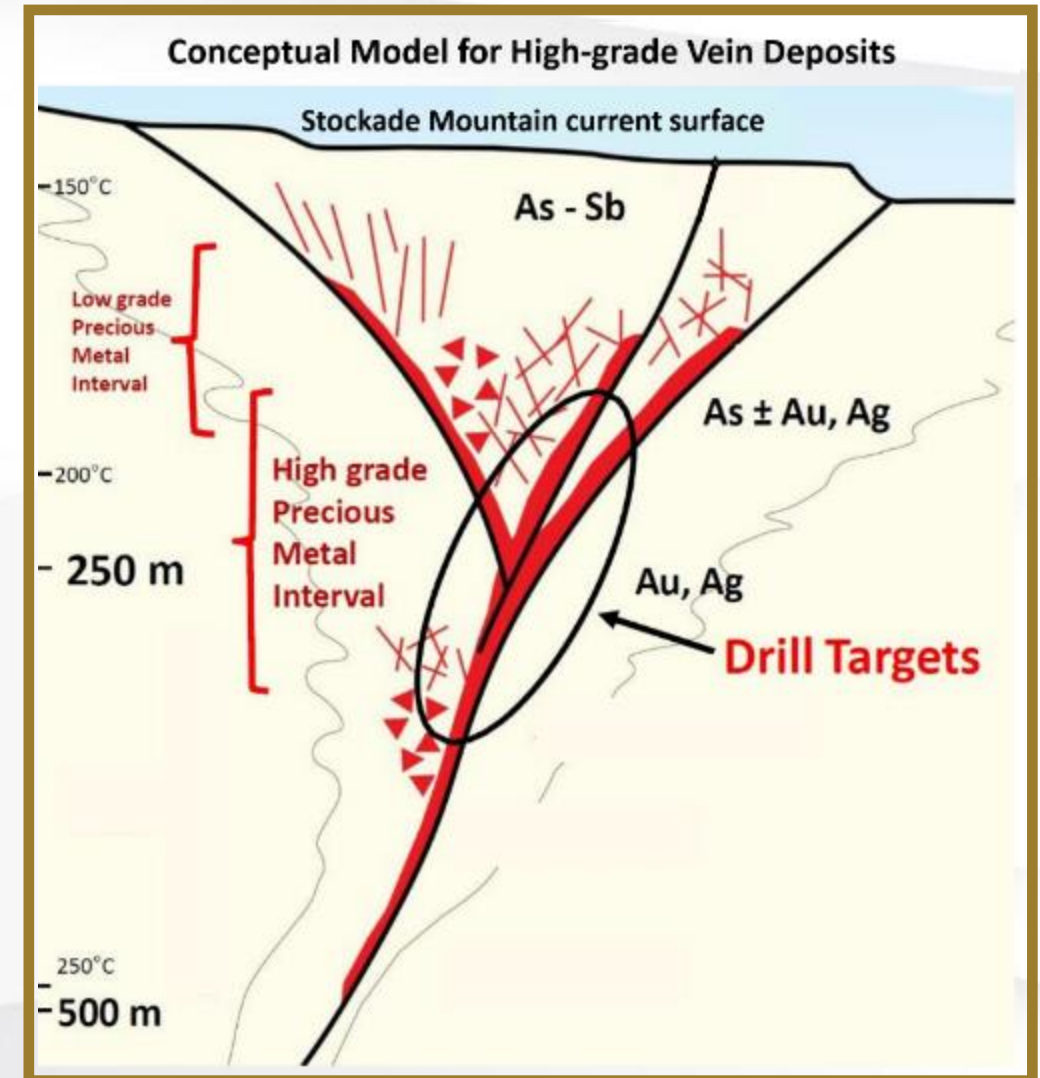 Conceptual Model for High-grade Vein Deposits
Stockade Mountain current surface
150°C
As - Sb
Low grade
Precious
Metal
Interval
As ± Au, Ag
200°C
High grade
Precious
Metal
Interval
250 m
Au, Ag
Drill Targets
250°C
500 m